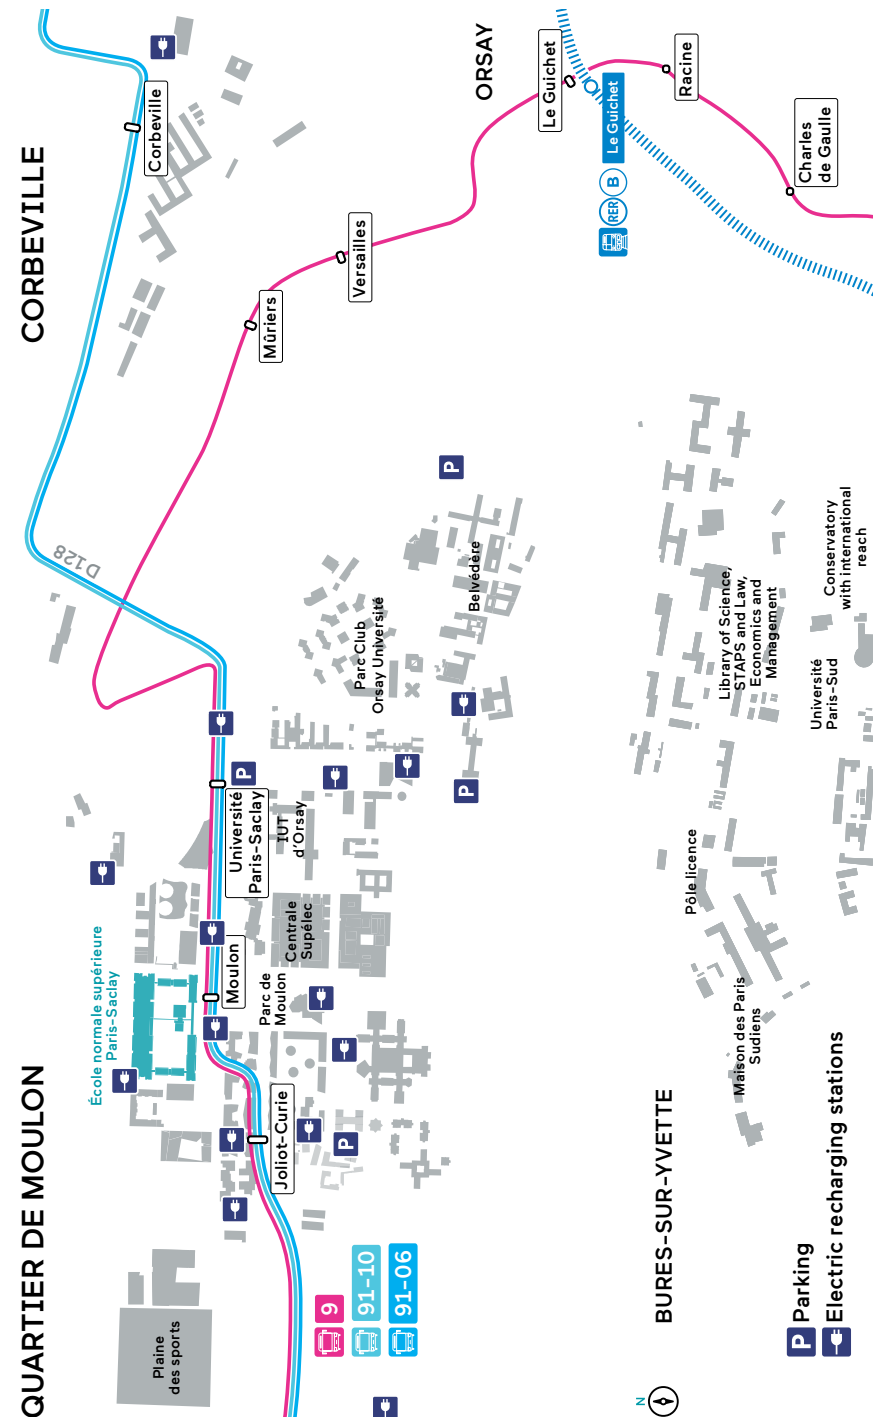 QUARTIER DE MOULON
CORBEVILLE
ORSAY
BURES-SUR-YVETTE
Plaine
des sports
École normale supérieure
Paris-Saclay
Joliot-Curie
Moulon
Parc de
Moulon
Centrale
Supélec
Université
Paris-Saclay
IUT
d'Orsay
D128
Parc Club
Orsay Université
Belvédère
Corbeville
Mûriers
Versailles
Le Guichet
Le Guichet
RER
B
Racine
Charles
de Gaulle
Maison des Paris
Sudiens
Pôle licence
Library of Science,
STAPS and Law,
Economics and
Management
Université
Paris-Sud
Conservatory
with international
reach
P
P
P
P
P
9
91-10
91-06
N
P Parking
Electric recharging stations